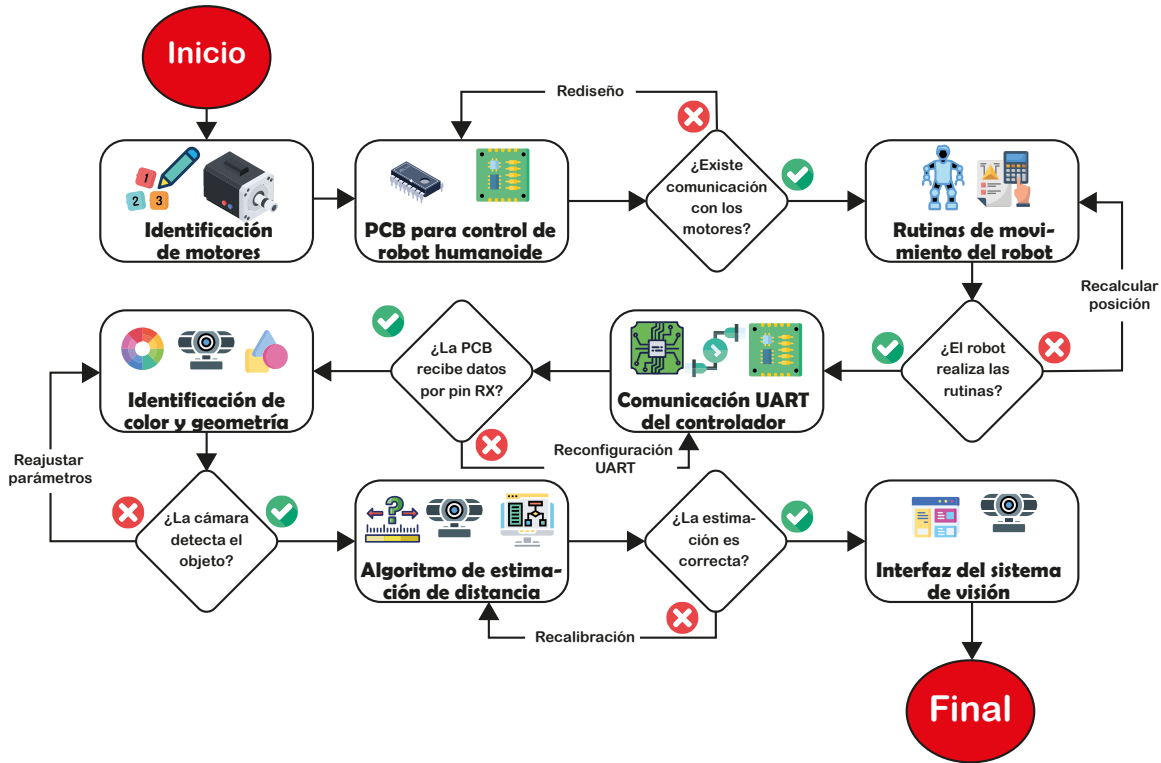 Inicio
Rediseño
1
2
3
Identificación
de motores
PCB para control de
robot humanoide
¿Existe
comunicación
con los
motores?
Rutinas de movi-
miento del robot
Recalcular
posición
¿El robot
realiza las
rutinas?
Comunicación UART
del controlador
¿La PCB
recibe datos
por pin RX?
Reconfiguración
UART
Identificación de
color y geometría
Reajustar
parámetros
¿La cámara
detecta el
objeto?
?
Algoritmo de estima-
ción de distancia
¿La estima-
ción es
correcta?
Recalibración
Interfaz del sistema
de visión
Final